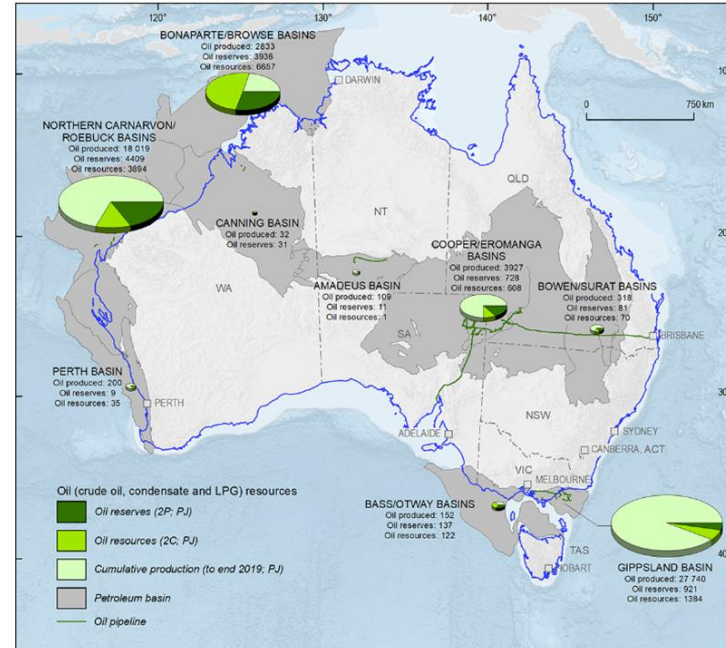 120°
130°
140°
150°
BONAPARTE/BROWSE BASINS
Oil produced: 2833
Oil reserves: 3936
Oil resources: 6657
DARWIN
0
750 km
NORTHERN CARNARVON/
ROEBUCK BASINS
Oil produced: 18 019
Oil reserves: 4409
Oil resources: 3894
QLD
NT
20°
CANNING BASIN
Oil produced: 32
Oil reserves: 31
COOPER/EROMANGA
BASINS
Oil produced: 3927
Oil reserves: 728
Oil resources: 608
WA
AMADEUS BASIN
Oil produced: 109
Oil reserves: 11
Oil resources: 1
BOWEN/SURAT BASINS
Oil produced: 318
Oil reserves: 81
Oil resources: 70
SA
BRISBANE
PERTH BASIN
Oil produced: 200
Oil reserves: 9
Oil resources: 35
30°
PERTH
NSW
ADELAIDE
SYDNEY
CANBERRA, ACT
VIC
MELBOURNE
Oil (crude oil, condensate and LPG) resources
Oil reserves (2P; PJ)
Oil resources (2C; PJ)
Cumulative production (to end 2019; PJ)
Petroleum basin
Oil pipeline
BASS/OTWAY BASINS
Oil produced: 152
Oil reserves: 137
Oil resources: 122
TAS
HOBART
GIPPSLAND BASIN
Oil produced: 27 740
Oil reserves: 921
Oil resources: 1384